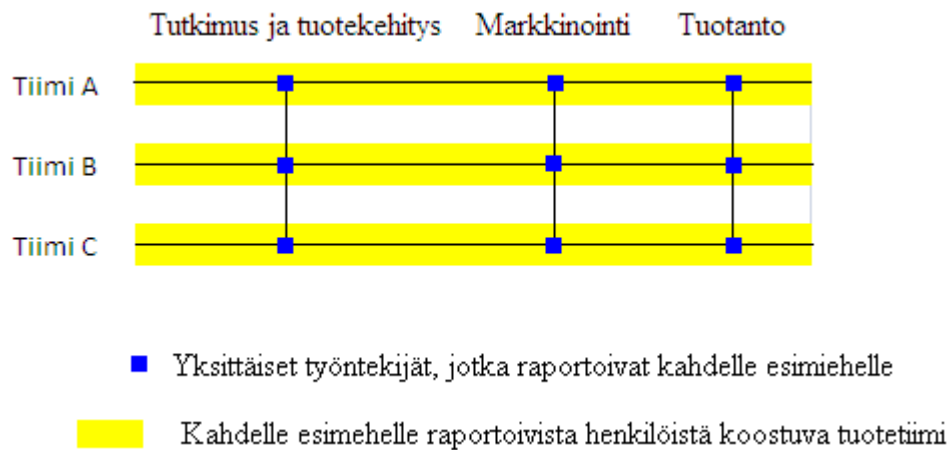 Tutkimus ja tuotekehitys Markkinointi Tuotanto
Tiimi A
Tiimi B
Tiimi C
Yksittäiset työntekijät, jotka raportoivat kahdelle esimiehelle
Kahdelle esimehelle raportoivista henkilöistä koostuva tuotetiimi